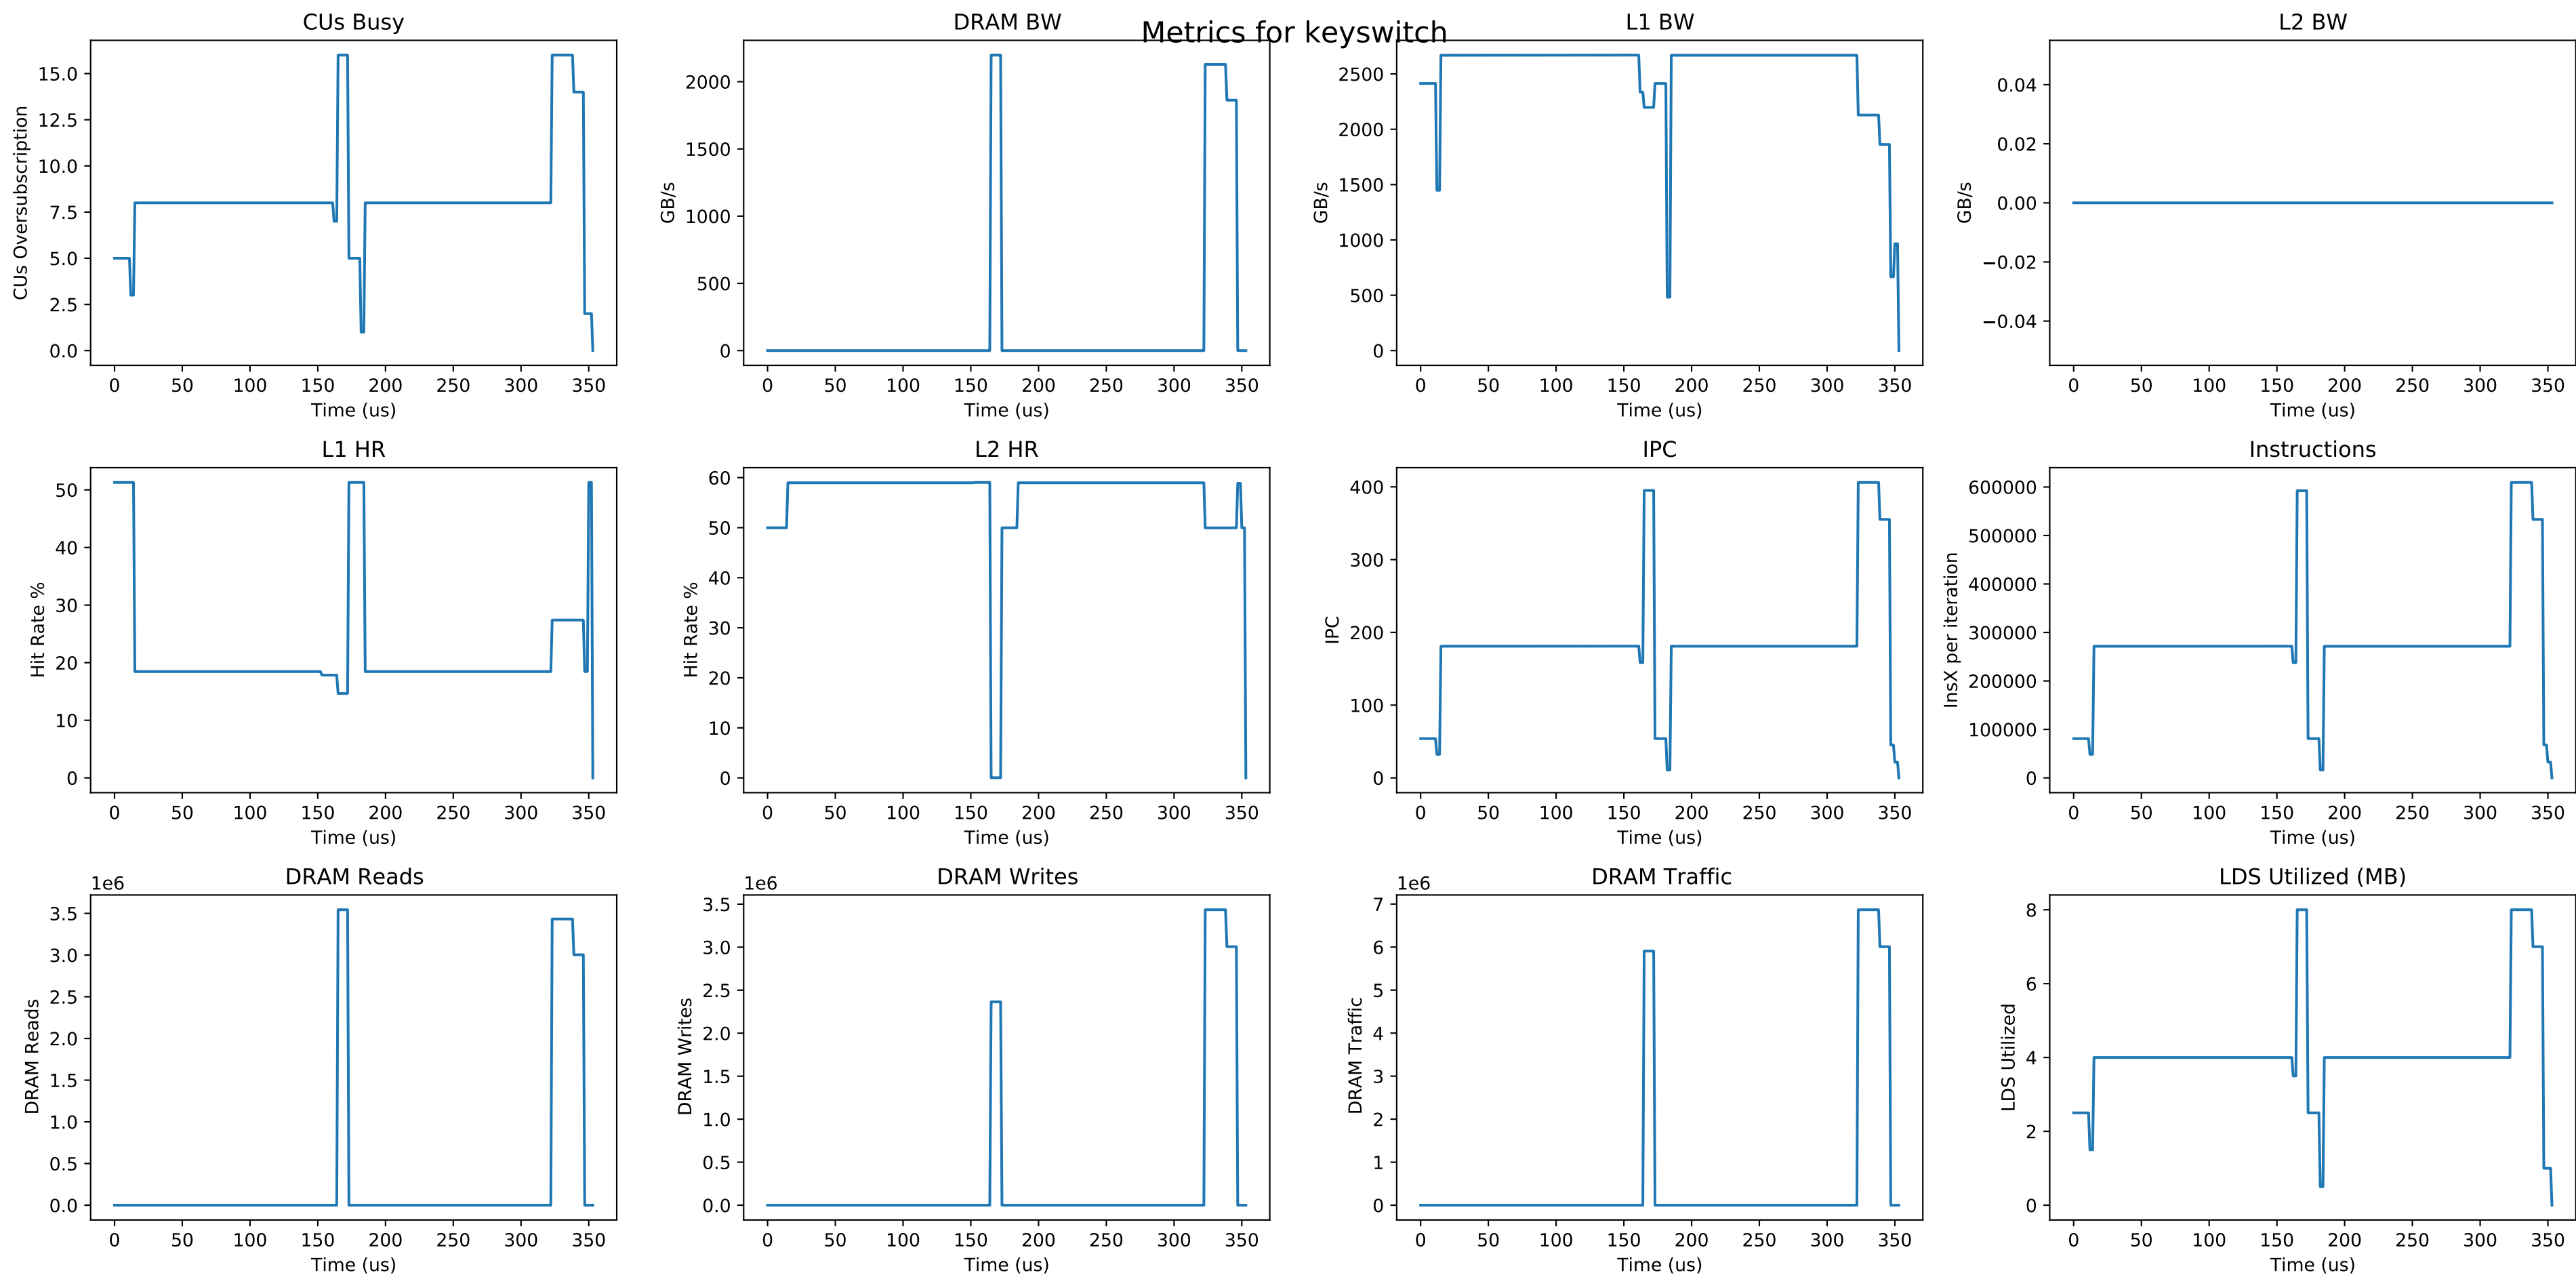 Metrics for keyswitch
CUs Busy
CUs Oversubscription
15.0
12.5
10.0
7.5
5.0
2.5
0.0
0 50 100 150 200 250 300 350
Time (us)
DRAM BW
GB/s
2000
1500
1000
500
0
0 50 100 150 200 250 300 350
Time (us)
L1 BW
GB/s
2500
2000
1500
1000
500
0
0 50 100 150 200 250 300 350
Time (us)
L2 BW
GB/s
0.04
0.02
0.00
−0.02
−0.04
0 50 100 150 200 250 300 350
Time (us)
L1 HR
Hit Rate %
50
40
30
20
10
0
0 50 100 150 200 250 300 350
Time (us)
L2 HR
Hit Rate %
60
50
40
30
20
10
0
0 50 100 150 200 250 300 350
Time (us)
IPC
IPC
400
300
200
100
0
0 50 100 150 200 250 300 350
Time (us)
Instructions
InsX per iteration
600000
500000
400000
300000
200000
100000
0
0 50 100 150 200 250 300 350
Time (us)
DRAM Reads
1e6
DRAM Reads
3.5
3.0
2.5
2.0
1.5
1.0
0.5
0.0
0 50 100 150 200 250 300 350
Time (us)
DRAM Writes
1e6
DRAM Writes
3.5
3.0
2.5
2.0
1.5
1.0
0.5
0.0
0 50 100 150 200 250 300 350
Time (us)
DRAM Traffic
1e6
DRAM Traffic
7
6
5
4
3
2
1
0
0 50 100 150 200 250 300 350
Time (us)
LDS Utilized (MB)
LDS Utilized
8
6
4
2
0
0 50 100 150 200 250 300 350
Time (us)